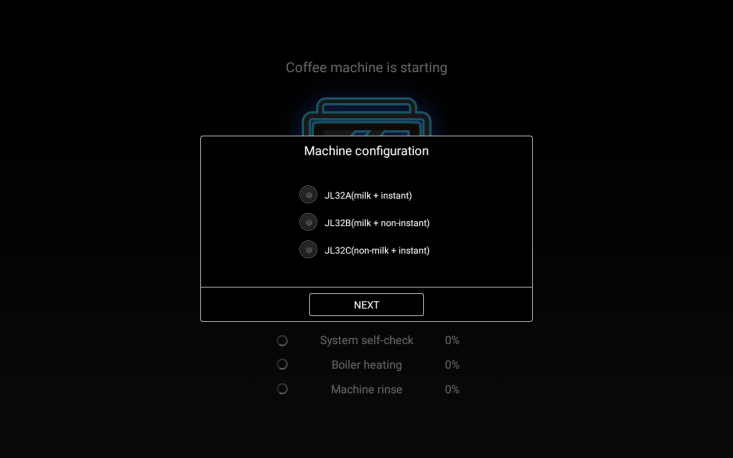 Coffee machine is starting
Machine configuration
JL32A(milk + instant)
JL32B(milk + non-instant)
JL32C(non-milk + instant)
NEXT
System self-check 0%
Boiler heating 0%
Machine rinse 0%